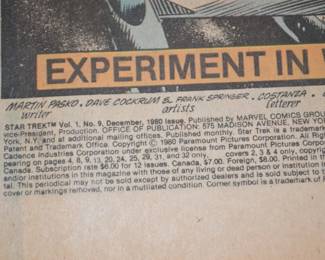 EXPERIMENT IN
MARTIN PASKO • DAVE COCKRUM & FRANK SPRINGER • COSTANZA
writer artists letterer
STAR TREK™ Vol. 1, No. 9, December, 1980 issue. Published by MARVEL COMICS GROUP
Vice-President, Production. OFFICE OF PUBLICATION: 575 MADISON AVENUE, NEW YORK
York, N.Y. and at additional mailing offices. Published monthly. Star Trek is a trademark
Patent and Trademark Office. Copyright © 1980 Paramount Pictures Corporation. All Rig
Cadence Industries Corporation under exclusive license from Paramount Pictures Corpora
pearing on pages 4, 8, 9, 13, 20, 24, 25, 29, 31, and 32 only, covers 2, 3 & 4 only, copyrig
Canada. Subscription rate $6.00 for 12 issues. Canada, $7.00. Foreign, $8.00. Printed in the
and/or institutions in this magazine with those of any living or dead person or institution is
tal. This periodical may not be sold except by authorized dealers and is sold subject to
cover or markings removed, nor in a mutilated condition. Corner symbol is a trademark